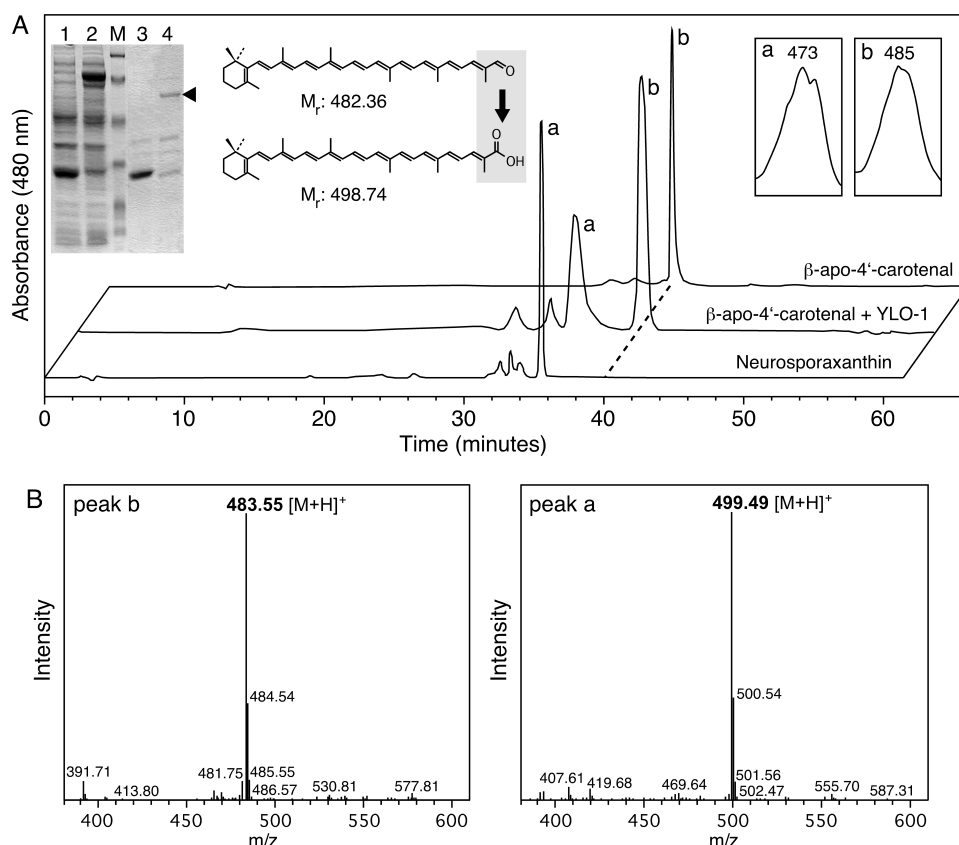 A
1 2 M 3 4
O
Mr: 482.36
O
OH
Mr: 498.74
a
a
b
b
a 473
b 485
β-apo-4‘-carotenal
β-apo-4‘-carotenal + YLO-1
Neurosporaxanthin
Absorbance (480 nm)
0 10 20 30 40 50 60
Time (minutes)
B
peak b
483.55 [M+H]+
484.54
391.71
413.80
481.75
485.55
486.57
530.81
577.81
Intensity
400 450 500 550 600
m/z
peak a
499.49 [M+H]+
500.54
407.61
419.68
469.64
501.56
502.47
555.70
587.31
Intensity
400 450 500 550 600
m/z